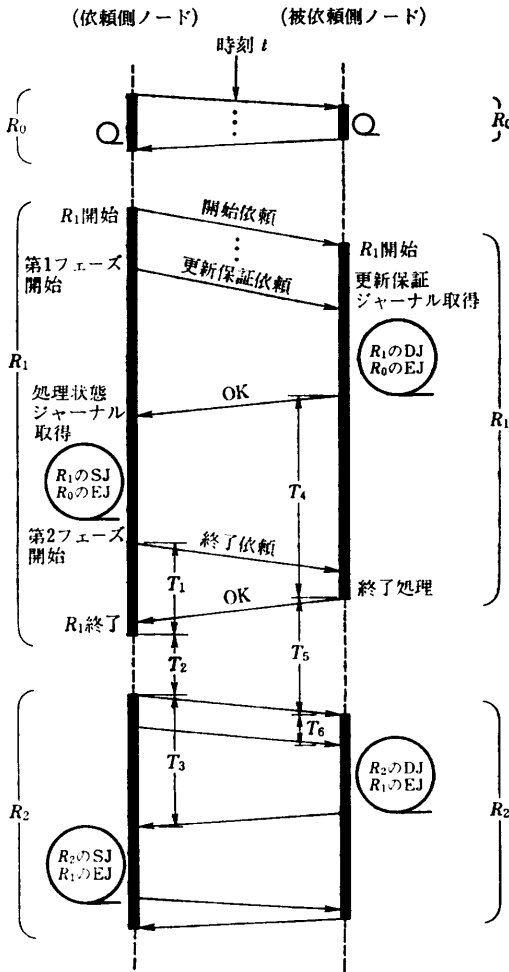 (依頼側ノード)
(被依頼側ノード)
時刻 t
R0
R0
R1開始
開始依頼
R1開始
第1フェーズ
開始
更新保証依頼
更新保証
ジャーナル取得
R1のDJ
R0のEJ
R1
OK
処理状態
ジャーナル
取得
R1
R1のSJ
R0のEJ
T4
第2フェーズ
開始
終了依頼
T1
OK
終了処理
R1終了
T2
T5
T6
T3
R2のDJ
R1のEJ
R2
R2
R2のSJ
R1のEJ